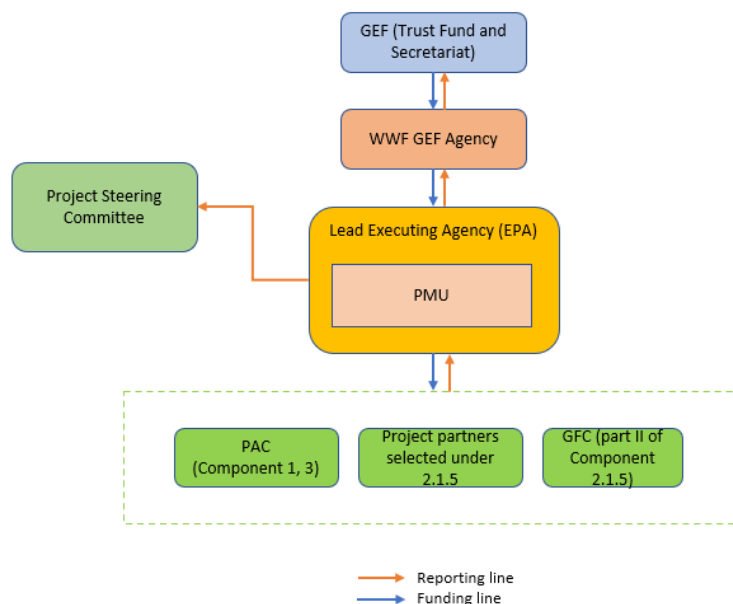 GEF (Trust Fund and
Secretariat)
WWF GEF Agency
Project Steering
Committee
Lead Executing Agency (EPA)
PMU
PAC
(Component 1, 3)
Project partners
selected under
2.1.5
GFC (part II of
Component
2.1.5)
Reporting line
Funding line